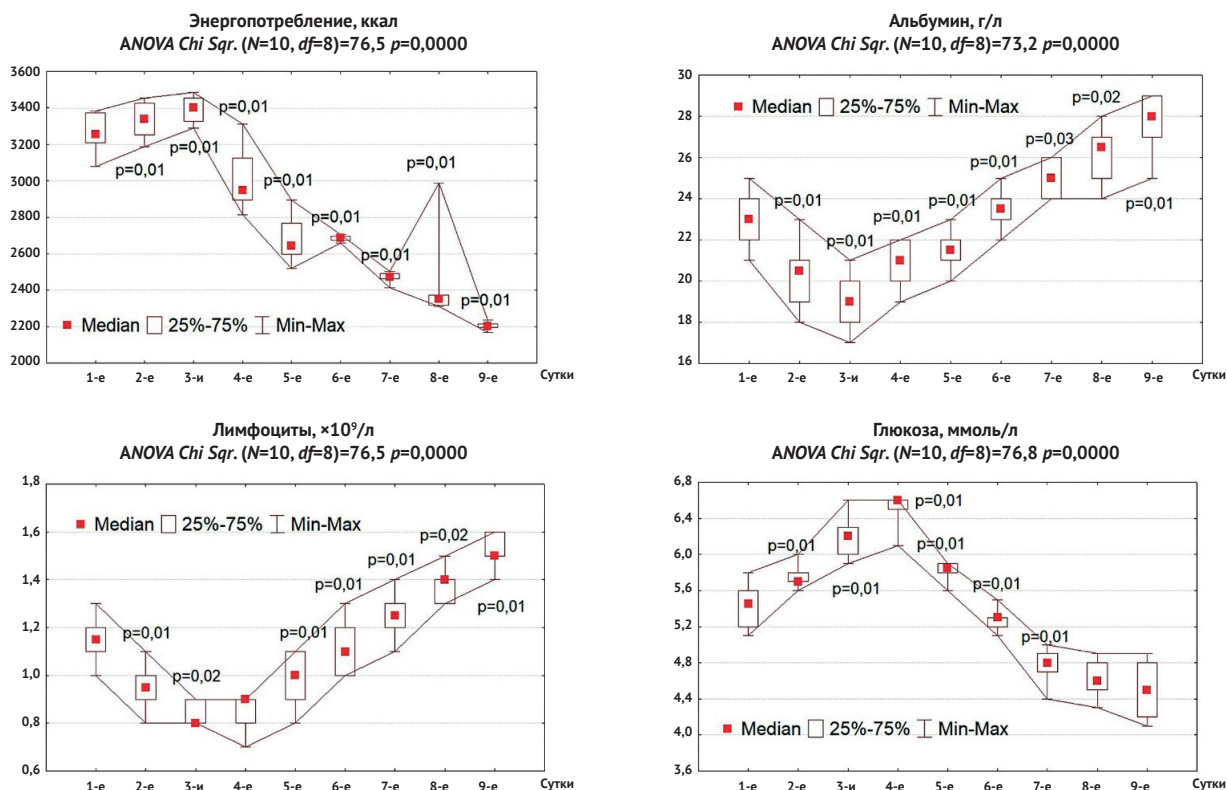 Энергопотребление, ккал
ANOVA Chi Sqr. (N=10, df=8)=76,5 p=0,0000
3600
3400
3200
3000
2800
2600
2400
2200
2000
p=0,01
p=0,01
p=0,01
p=0,01
p=0,01
p=0,01
p=0,01
p=0,01
Median 25%-75% Min-Max
1-е 2-е 3-и 4-е 5-е 6-е 7-е 8-е 9-е Сутки
Альбумин, г/л
ANOVA Chi Sqr. (N=10, df=8)=73,2 p=0,0000
30
28
26
24
22
20
18
16
Median 25%-75% Min-Max
p=0,01
p=0,01
p=0,01
p=0,01
p=0,01
p=0,03
p=0,02
p=0,01
1-е 2-е 3-и 4-е 5-е 6-е 7-е 8-е 9-е Сутки
Лимфоциты, ×10⁹/л
ANOVA Chi Sqr. (N=10, df=8)=76,5 p=0,0000
1,8
1,6
1,4
1,2
1,0
0,8
0,6
Median 25%-75% Min-Max
p=0,01
p=0,02
p=0,01
p=0,01
p=0,01
p=0,02
p=0,01
1-е 2-е 3-и 4-е 5-е 6-е 7-е 8-е 9-е Сутки
Глюкоза, ммоль/л
ANOVA Chi Sqr. (N=10, df=8)=76,8 p=0,0000
6,8
6,4
6,0
5,6
5,2
4,8
4,4
4,0
3,6
p=0,01
p=0,01
p=0,01
p=0,01
p=0,01
p=0,01
Median 25%-75% Min-Max
1-е 2-е 3-и 4-е 5-е 6-е 7-е 8-е 9-е Сутки